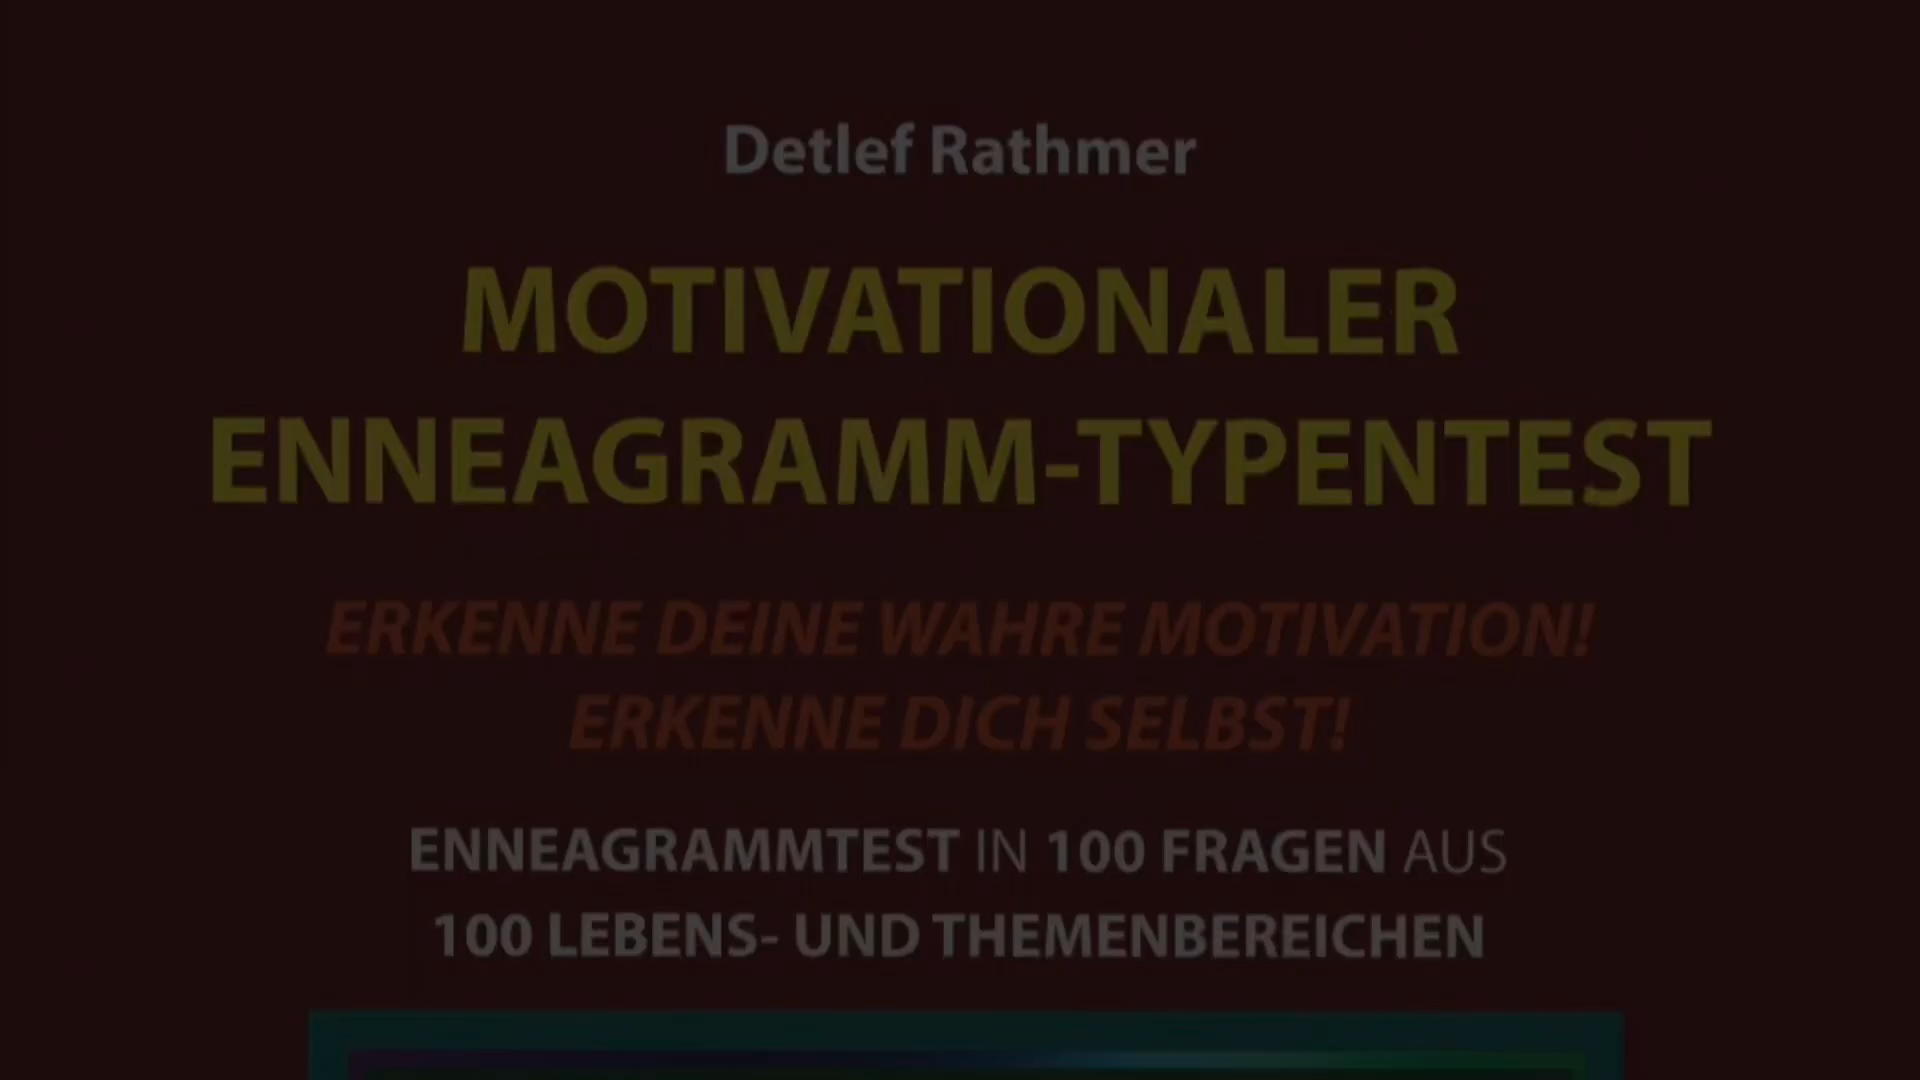 Detlef Rathmer
MOTIVATIONALER
ENNEAGRAMM-TYPENTEST
ERKENNE DEINE WAHRE MOTIVATION!
ERKENNE DICH SELBST!
ENNEAGRAMMTEST IN 100 FRAGEN AUS
100 LEBENS- UND THEMENBEREICHEN